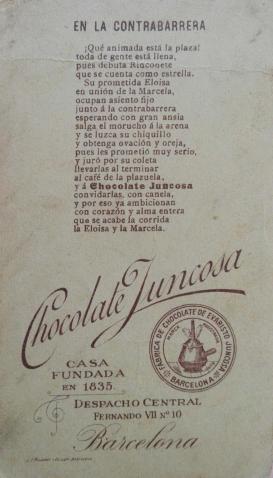 EN LA CONTRABARRERA
¡Qué animada está la plaza!
toda de gente está llena,
pues debuta Rinconete
que se cuenta como estrella.
Su prometida Eloisa
en unión de la Marcela,
ocupan asiento fijo
junto á la contrabarrera
esperando con gran ansia
salga el morucho á la arena
y se luzca su chiquillo
y obtenga ovación y oreja,
pues les prometió muy serio,
y juró por su coleta
llevarlas al terminar
al café de la plazuela,
y á Chocolate Juncosa
convidarlas, con canela,
y por eso ya ambicionan
con corazón y alma entera
que se acabe la corrida
la Eloisa y la Marcela.
Chocolate Juncosa
FABRICA DE CHOCOLATE DE EVARISTO JUNCOSA
BARCELONA
CASA
FUNDADA
EN 1835
DESPACHO CENTRAL
FERNANDO VII Nº 10
Barcelona